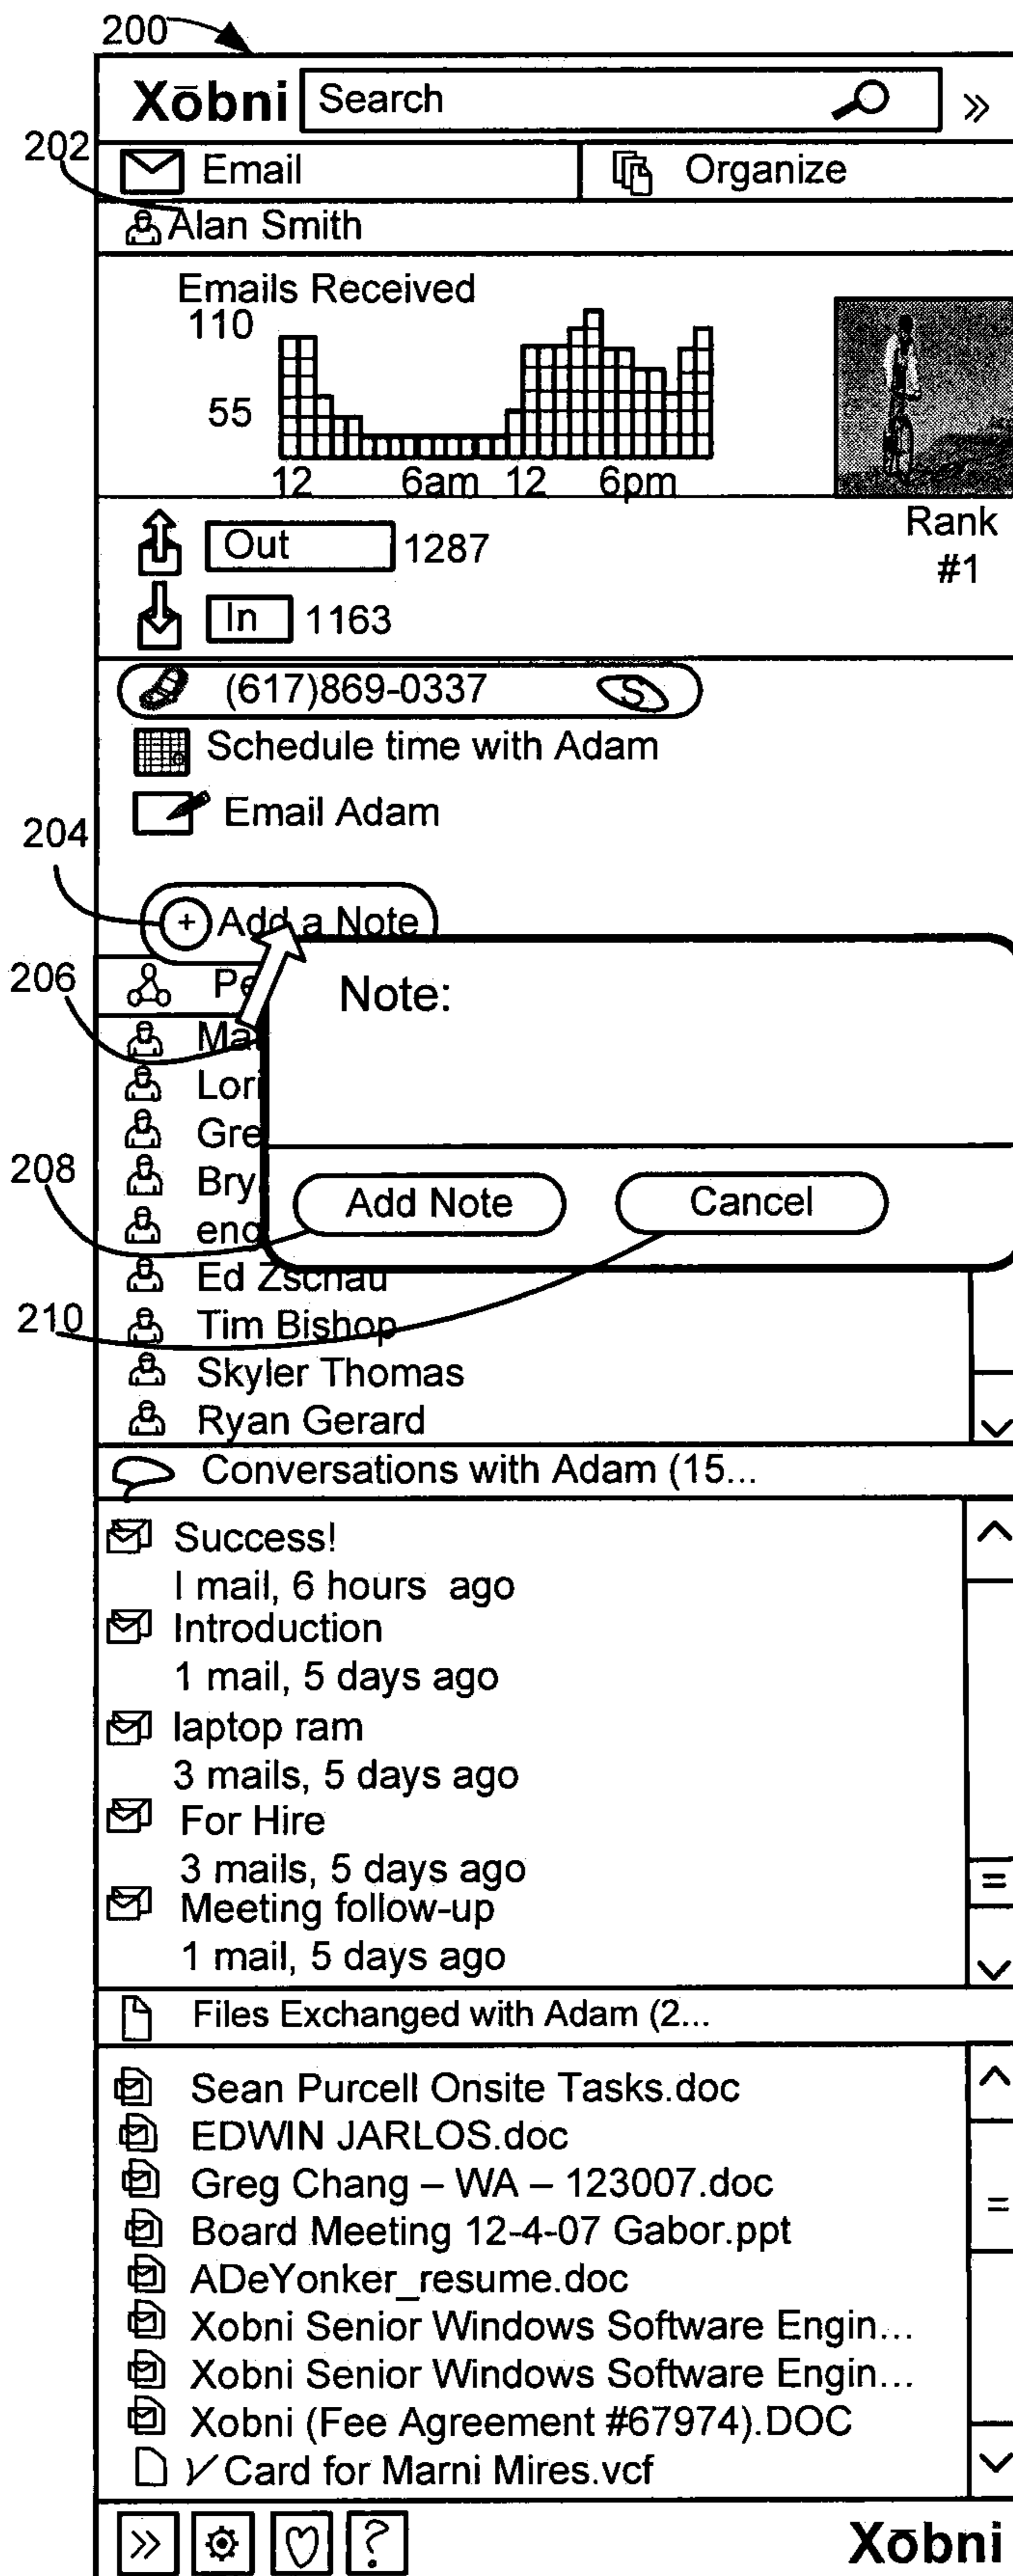 200
Xōbni Search »
202
Email Organize
Alan Smith
Emails Received
110
55
12 6am 12 6pm
Rank
#1
Out 1287
In 1163
(617)869-0337 S
Schedule time with Adam
Email Adam
204
+ Add a Note
206
Pe
Note:
Ma
Lori
Gre
208
Bry
Add Note Cancel
enc
Ed Zschau
210
Tim Bishop
Skyler Thomas
Ryan Gerard
Conversations with Adam (15...
Success!
I mail, 6 hours ago
Introduction
1 mail, 5 days ago
laptop ram
3 mails, 5 days ago
For Hire
3 mails, 5 days ago
Meeting follow-up
1 mail, 5 days ago
Files Exchanged with Adam (2...
Sean Purcell Onsite Tasks.doc
EDWIN JARLOS.doc
Greg Chang – WA – 123007.doc
Board Meeting 12-4-07 Gabor.ppt
ADeYonker_resume.doc
Xobni Senior Windows Software Engin...
Xobni Senior Windows Software Engin...
Xobni (Fee Agreement #67974).DOC
V Card for Marni Mires.vcf
» ? Xōbni